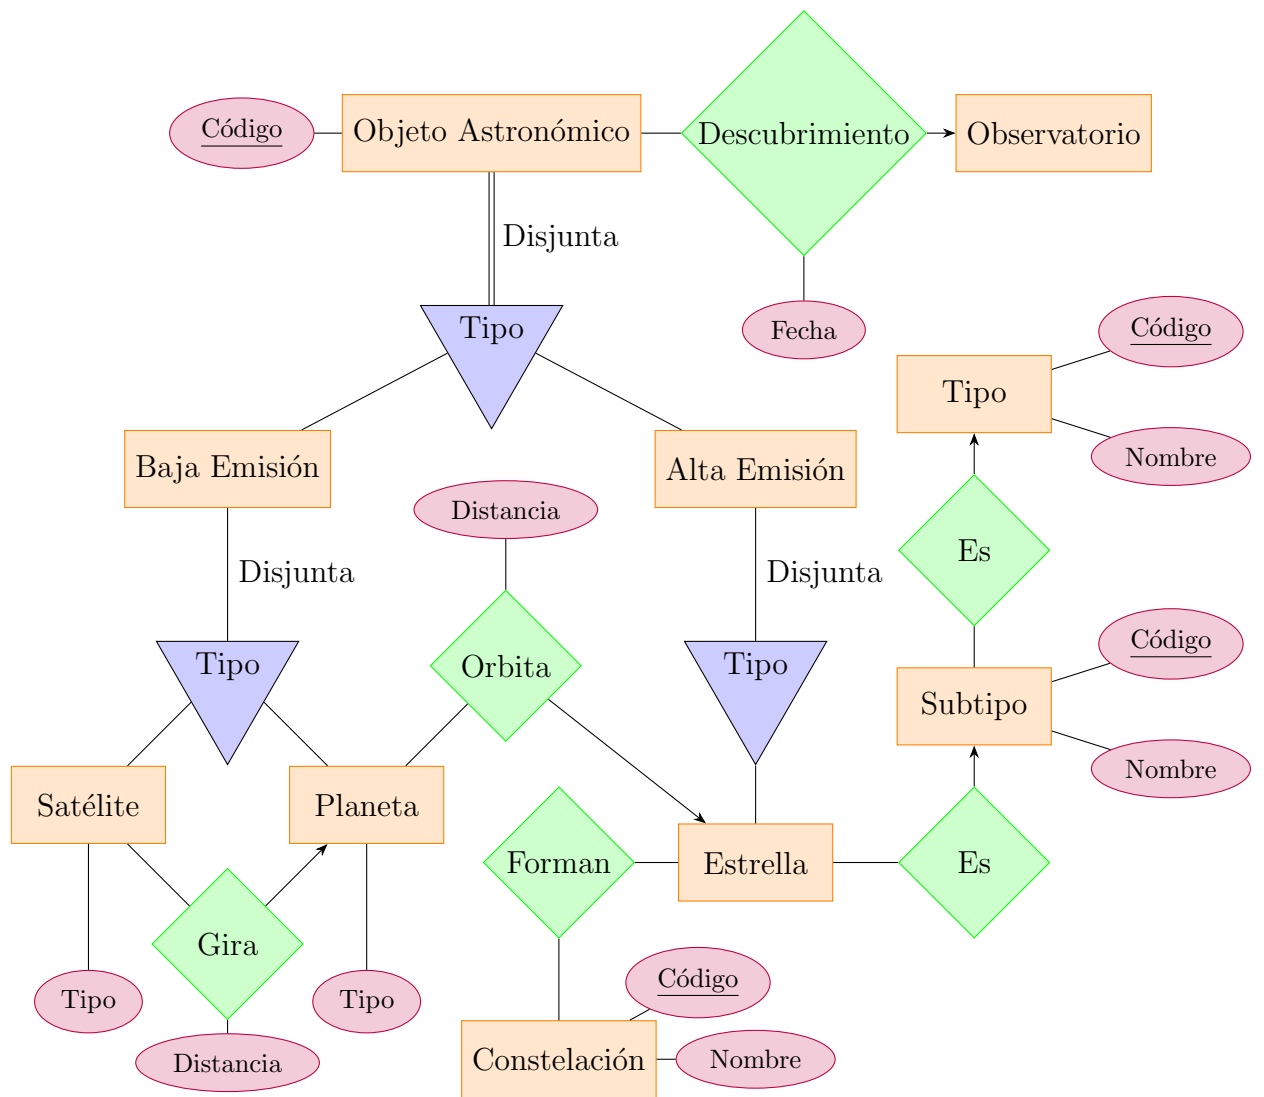 Código
Objeto Astronómico
Descubrimiento
Observatorio
Disjunta
Tipo
Fecha
Código
Tipo
Nombre
Baja Emisión
Alta Emisión
Distancia
Es
Disjunta
Disjunta
Tipo
Orbita
Tipo
Código
Subtipo
Nombre
Satélite
Planeta
Forman
Estrella
Es
Gira
Código
Tipo
Tipo
Distancia
Constelación
Nombre